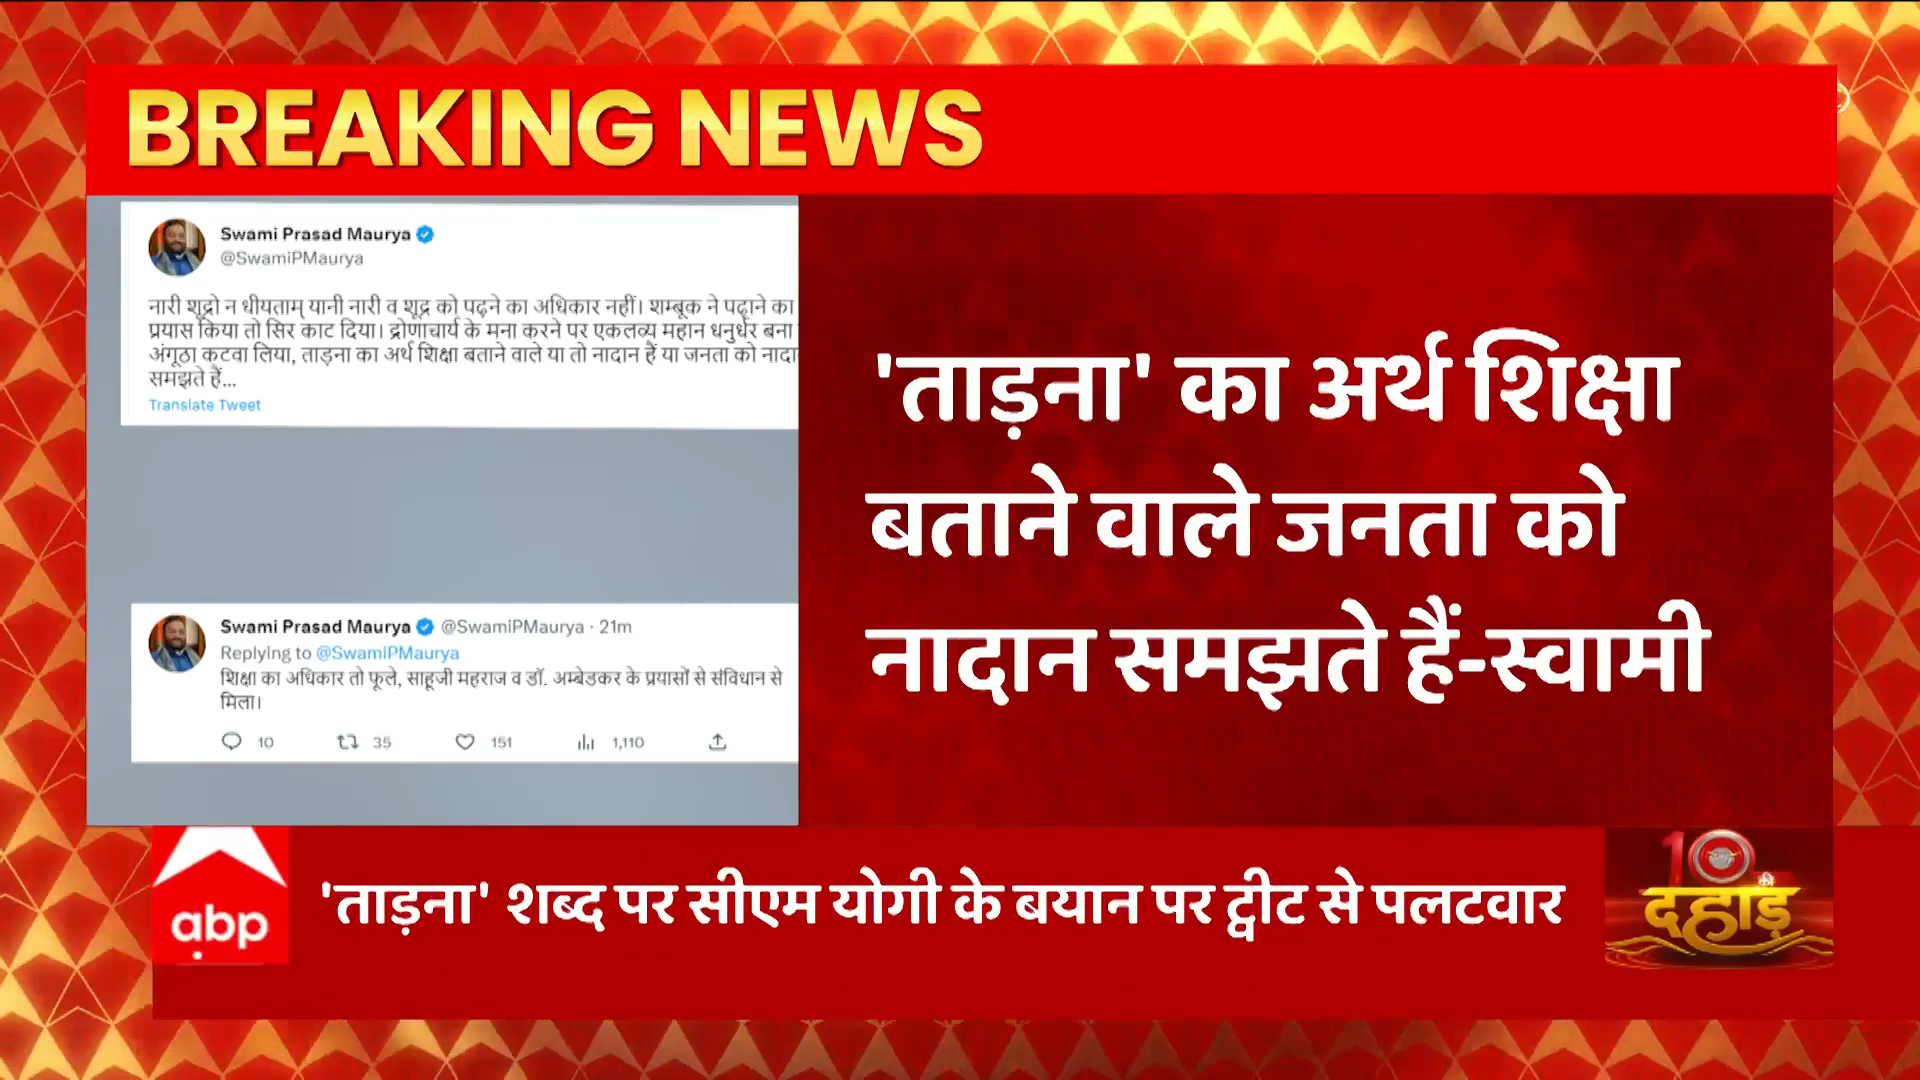 BREAKING NEWS
Swami Prasad Maurya
@SwamiPMaurya
नारी शूद्रो न धीयताम् यानी नारी व शूद्र को पढ़ने का अधिकार नहीं। शम्बूक ने पढ़ाने का
प्रयास किया तो सिर काट दिया। द्रोणाचार्य के मना करने पर एकलव्य महान धनुर्धर बना
अंगूठा कटवा लिया, ताड़ना का अर्थ शिक्षा बताने वाले या तो नादान हैं या जनता को नादा
समझते हैं...
Translate Tweet
Swami Prasad Maurya @SwamiPMaurya · 21m
Replying to @SwamiPMaurya
शिक्षा का अधिकार तो फूले, साहूजी महराज व डॉ. अम्बेडकर के प्रयासों से संविधान से
मिला।
10 35 151 1,110
'ताड़ना' का अर्थ शिक्षा
बताने वाले जनता को
नादान समझते हैं-स्वामी
abp
'ताड़ना' शब्द पर सीएम योगी के बयान पर ट्वीट से पलटवार
10
की
दहाड़